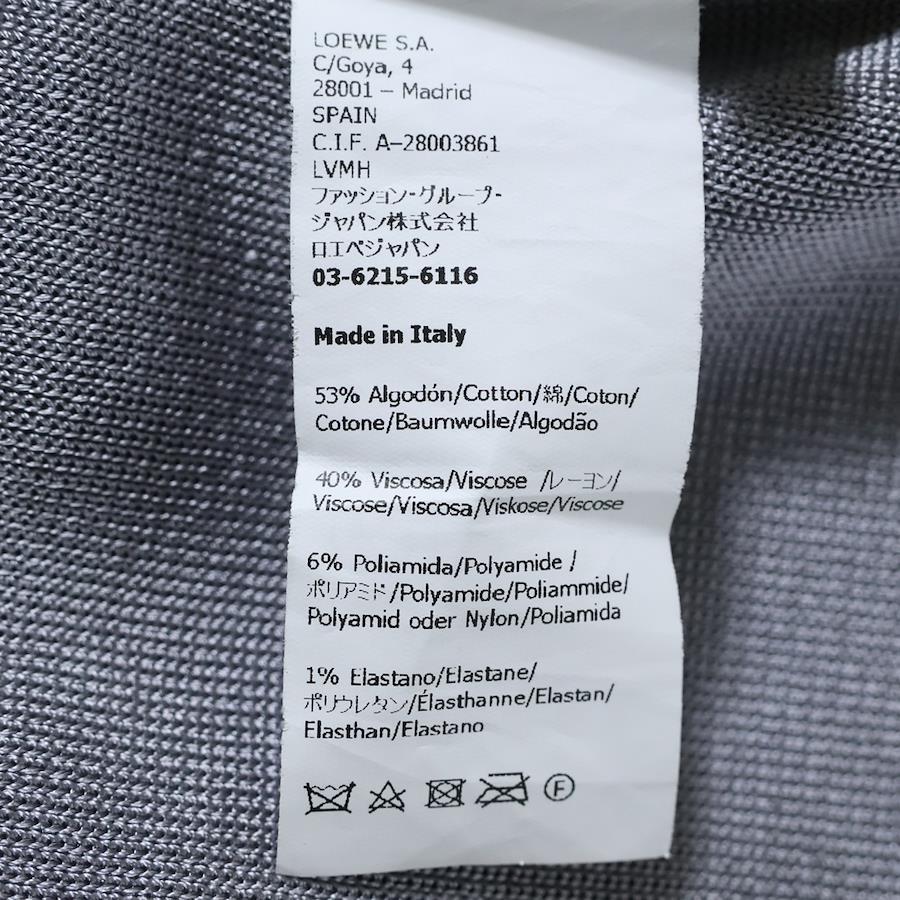 LOEWE S.A.
C/Goya, 4
28001 – Madrid
SPAIN
C.I.F. A–28003861
LVMH
ファッション・グループ・
ジャパン株式会社
ロエベジャパン
03-6215-6116
Made in Italy
53% Algodón/Cotton/綿/Coton/
Cotone/Baumwolle/Algodão
40% Viscosa/Viscose /レーヨン/
Viscose/Viscosa/Viskose/Viscose
6% Poliamida/Polyamide /
ポリアミド/Polyamide/Poliammide/
Polyamid oder Nylon/Poliamida
1% Elastano/Elastane/
ポリウレタン/Élasthanne/Elastan/
Elasthan/Elastano
F